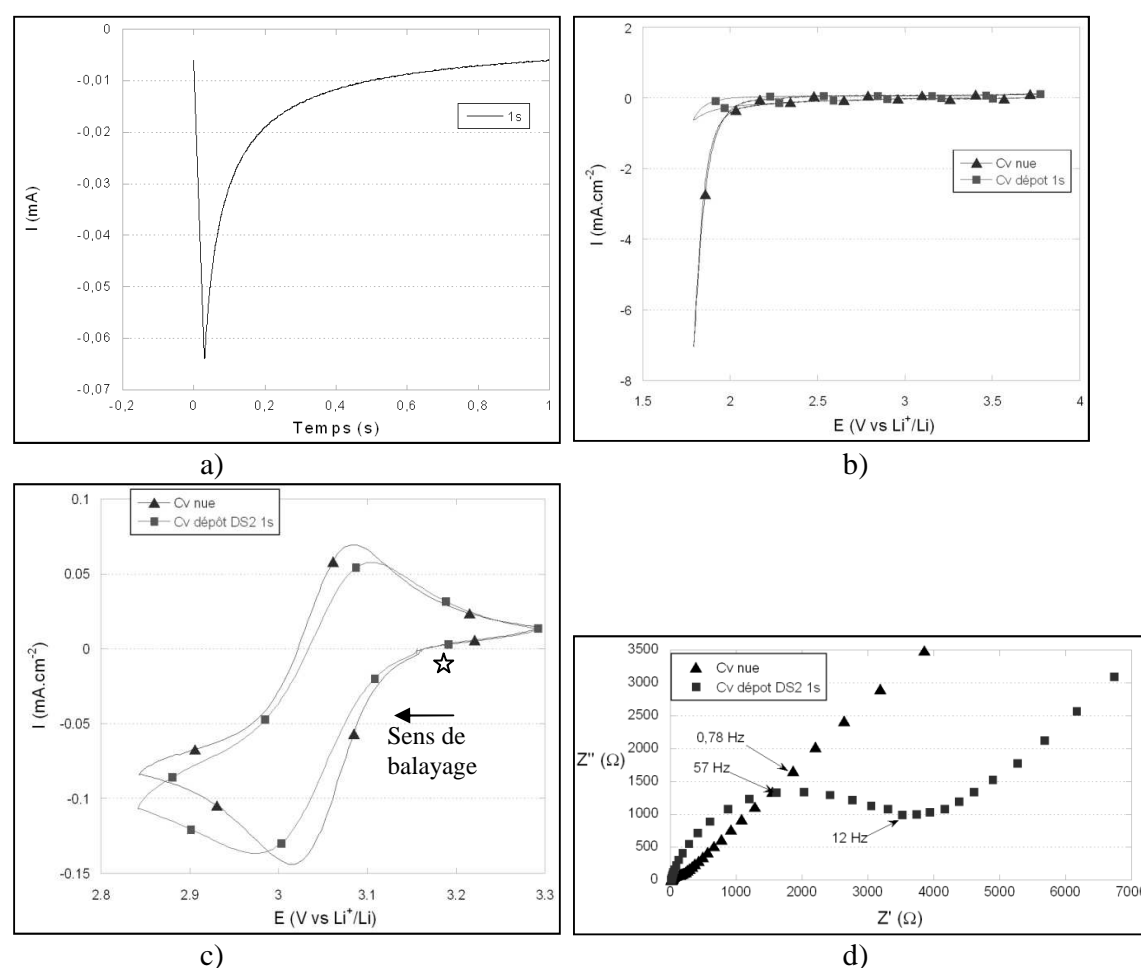 0
-0,01
-0,02
-0,03
-0,04
-0,05
-0,06
-0,07
I (mA)
1s
-0,2 0 0,2 0,4 0,6 0,8 1
Temps (s)
a)
2
0
-2
-4
-6
-8
I (mA.cm-2)
Cv nue
Cv dépot 1s
1.5 2 2.5 3 3.5 4
E (V vs Li+/Li)
b)
0.1
0.05
0
-0.05
-0.1
-0.15
I (mA.cm-2)
Cv nue
Cv dépôt DS2 1s
Sens de
balayage
2.8 2.9 3 3.1 3.2 3.3
E (V vs Li+/Li)
c)
3500
3000
2500
2000
1500
1000
500
0
Z'' (Ω)
Cv nue
Cv dépot DS2 1s
0,78 Hz
57 Hz
12 Hz
0 1000 2000 3000 4000 5000 6000 7000
Z' (Ω)
d)